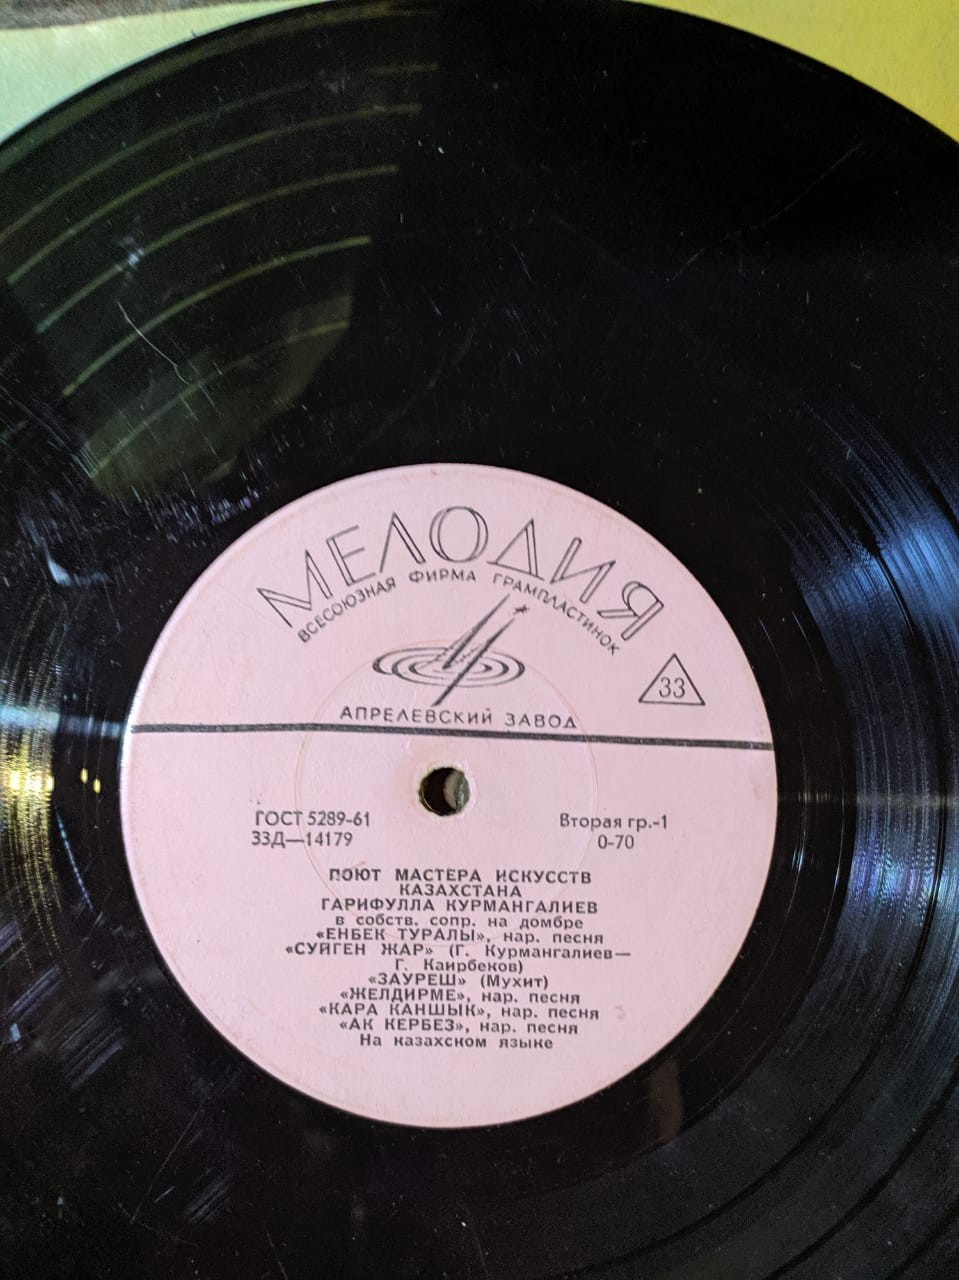 МЕЛОДИЯ
ВСЕСОЮЗНАЯ ФИРМА ГРАМПЛАСТИНОК
33
АПРЕЛЕВСКИЙ ЗАВОД
ГОСТ 5289-61
33Д—14179
Вторая гр.-1
0-70
ПОЮТ МАСТЕРА ИСКУССТВ
КАЗАХСТАНА
ГАРИФУЛЛА КУРМАНГАЛИЕВ
в собств. сопр. на домбре
«ЕНБЕК ТУРАЛЫ», нар. песня
«СУЙГЕН ЖАР» (Г. Курмангалиев—
Г. Каирбеков)
«ЗАУРЕШ» (Мухит)
«ЖЕЛДИРМЕ», нар. песня
«КАРА КАНШЫК», нар. песня
«АК КЕРБЕЗ», нар. песня
На казахском языке